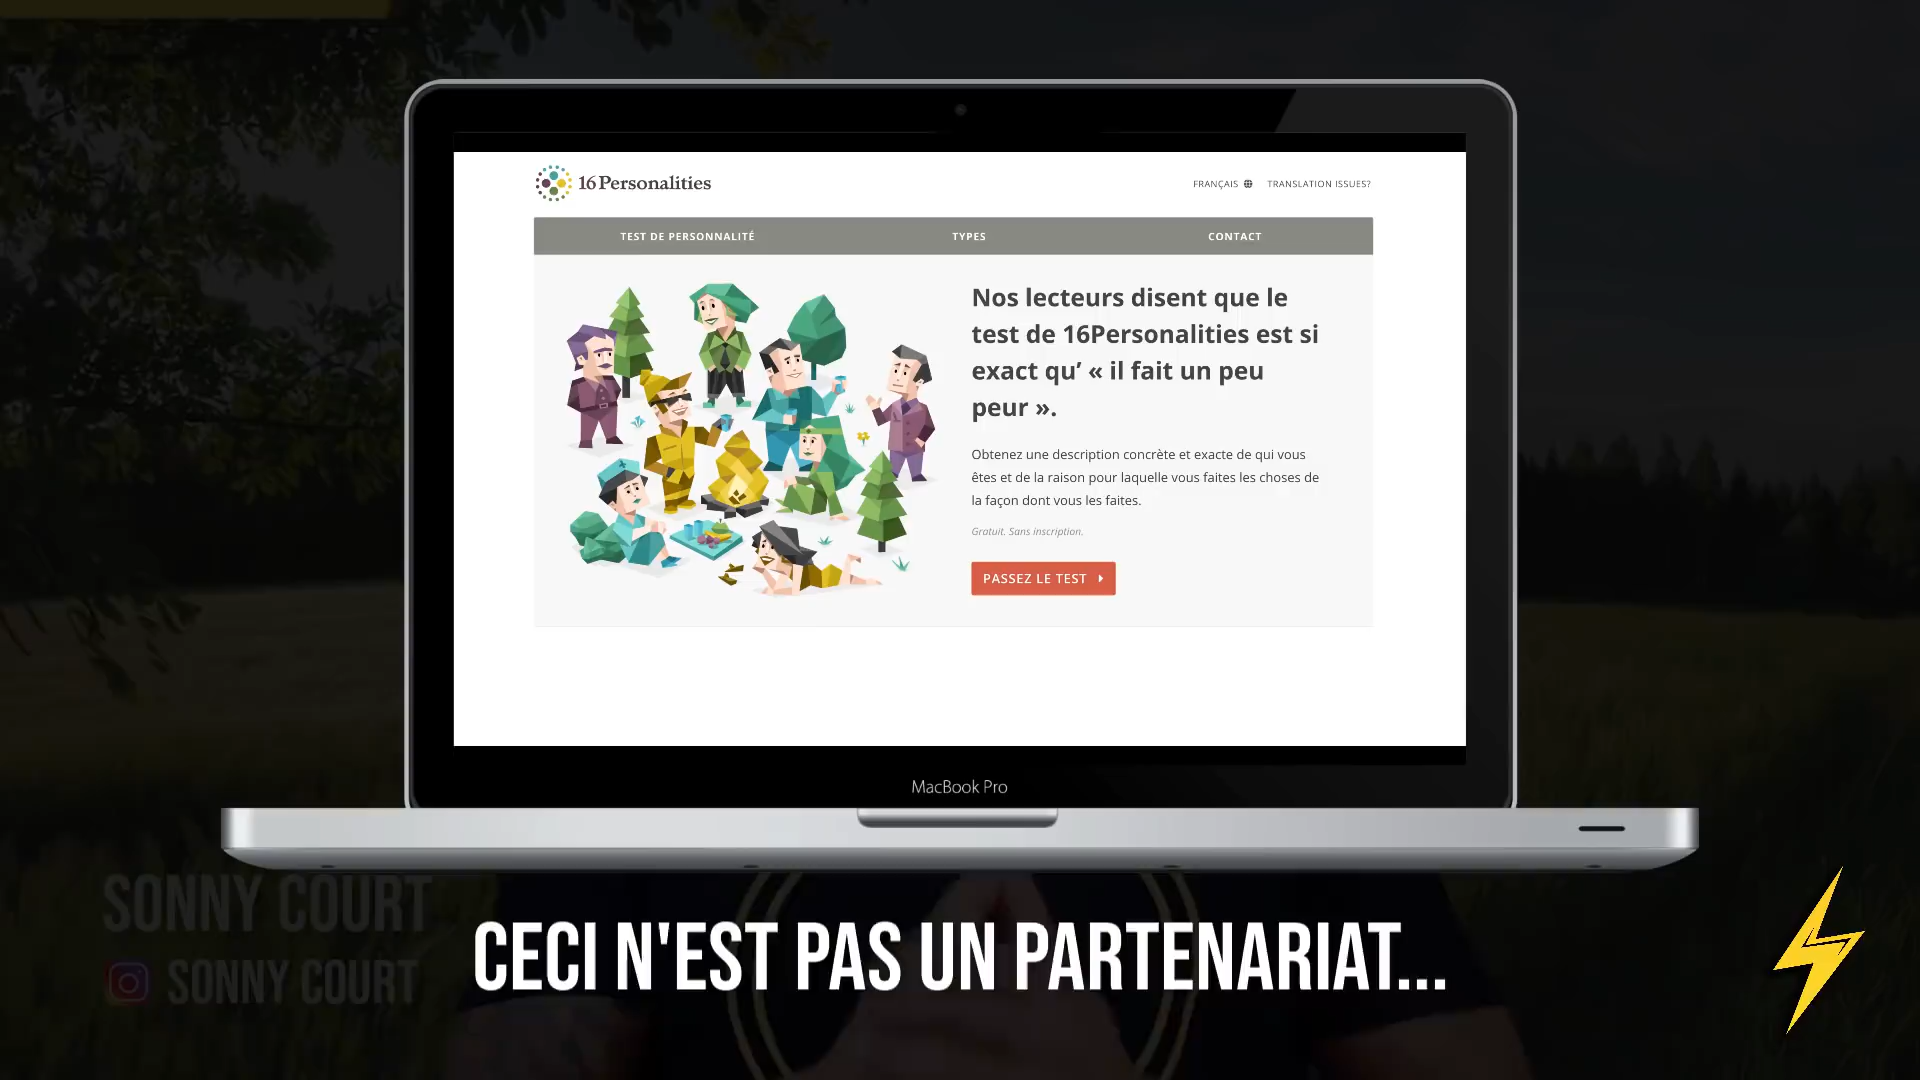 16Personalities
FRANÇAIS TRANSLATION ISSUES?
TEST DE PERSONNALITÉ TYPES CONTACT
Nos lecteurs disent que le
test de 16Personalities est si
exact qu’ « il fait un peu
peur ».
Obtenez une description concrète et exacte de qui vous
êtes et de la raison pour laquelle vous faites les choses de
la façon dont vous les faites.
Gratuit. Sans inscription.
PASSEZ LE TEST
MacBook Pro
SONNY COURT
SONNY COURT
CECI N'EST PAS UN PARTENARIAT...